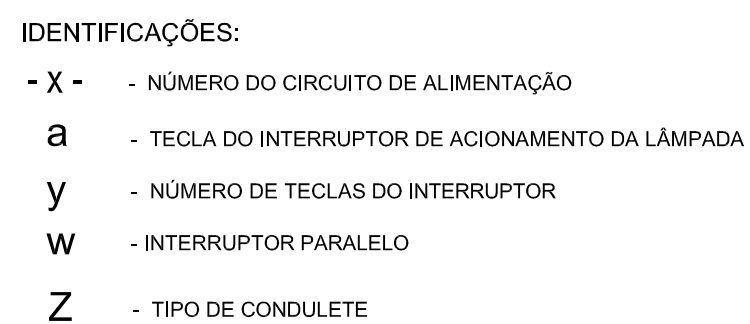 IDENTIFICAÇÕES:
- X - - NÚMERO DO CIRCUITO DE ALIMENTAÇÃO
a - TECLA DO INTERRUPTOR DE ACIONAMENTO DA LÂMPADA
y - NÚMERO DE TECLAS DO INTERRUPTOR
w - INTERRUPTOR PARALELO
Z - TIPO DE CONDULETE